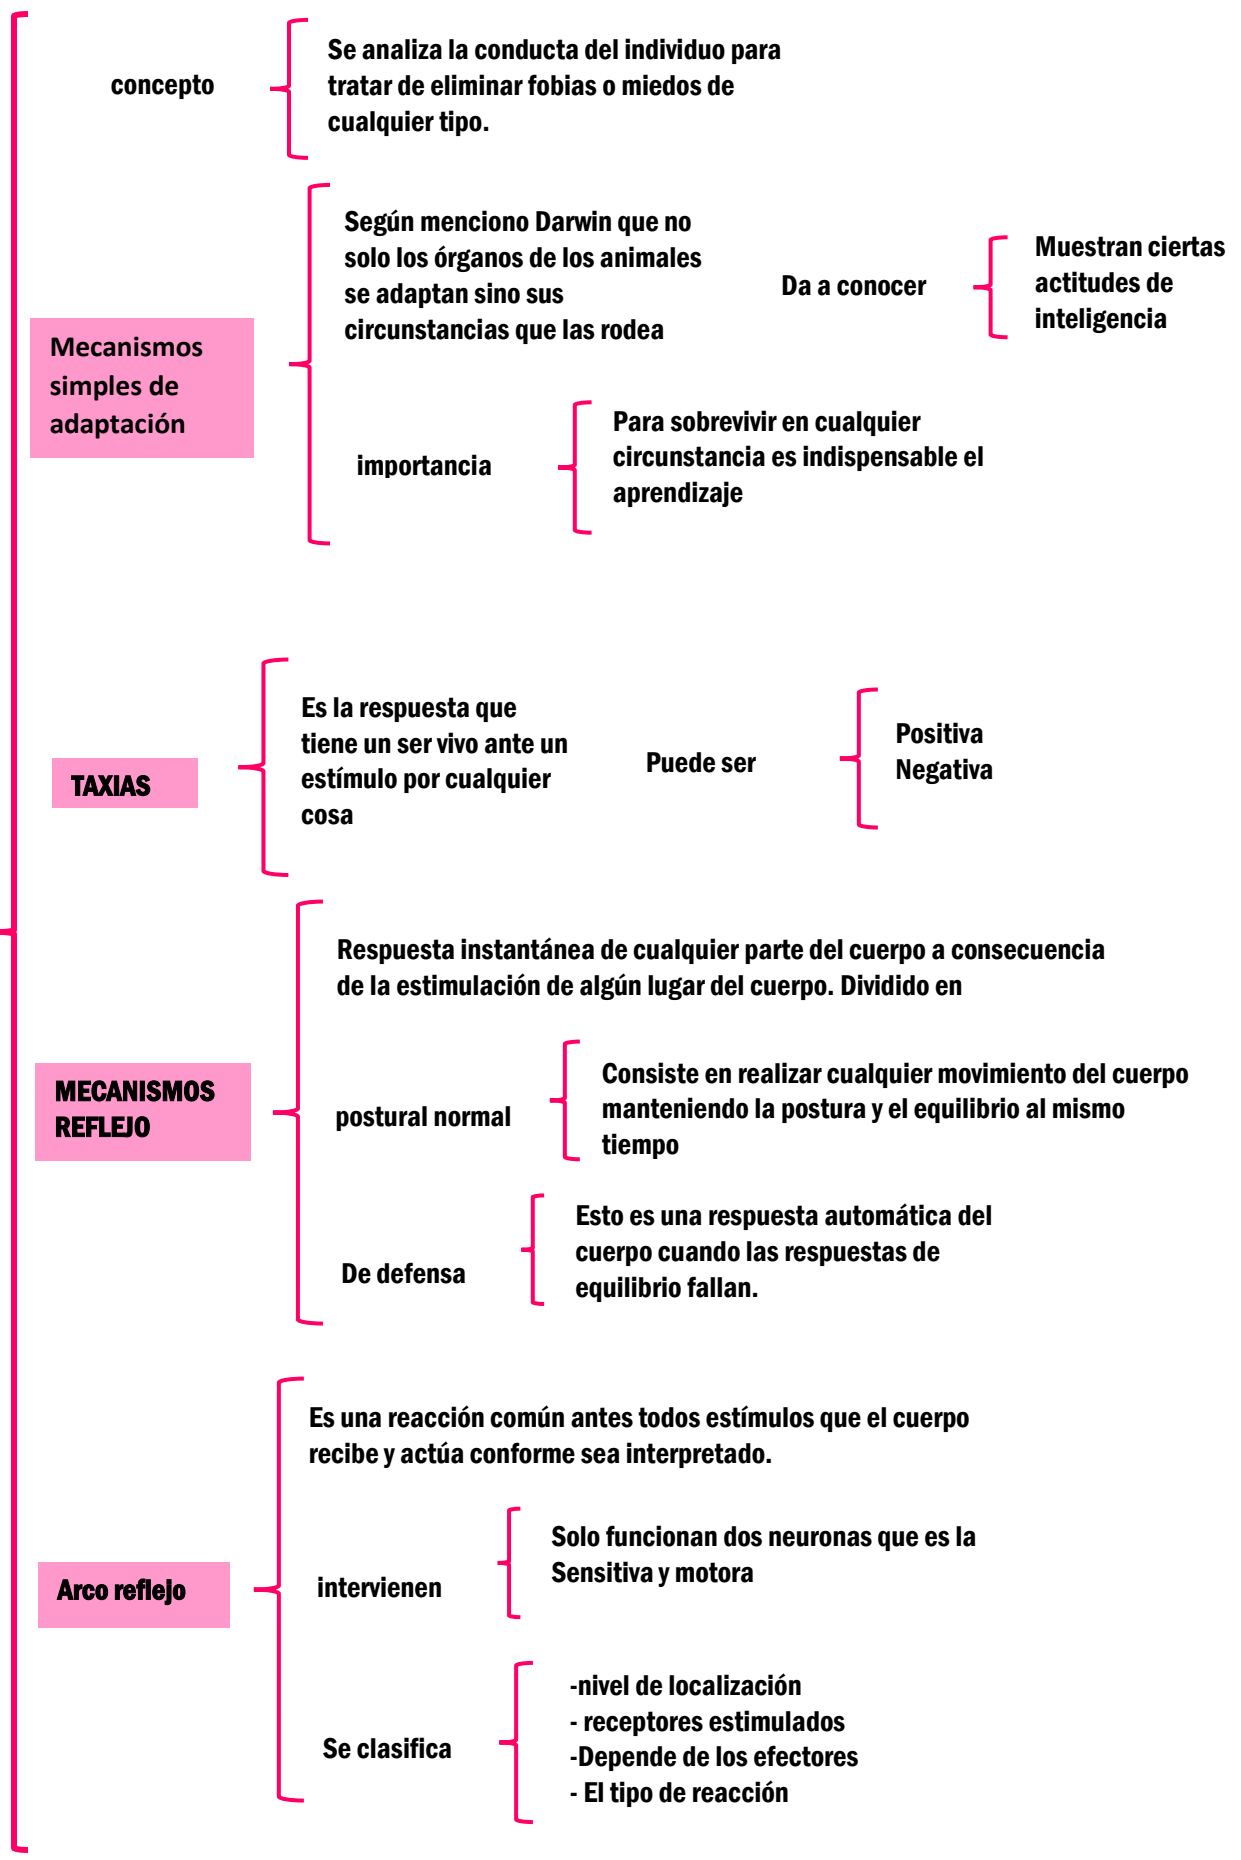 concepto
Se analiza la conducta del individuo para
tratar de eliminar fobias o miedos de
cualquier tipo.
Mecanismos
simples de
adaptación
Según menciono Darwin que no
solo los órganos de los animales
se adaptan sino sus
circunstancias que las rodea
Da a conocer
Muestran ciertas
actitudes de
inteligencia
importancia
Para sobrevivir en cualquier
circunstancia es indispensable el
aprendizaje
TAXIAS
Es la respuesta que
tiene un ser vivo ante un
estímulo por cualquier
cosa
Puede ser
Positiva
Negativa
MECANISMOS
REFLEJO
Respuesta instantánea de cualquier parte del cuerpo a consecuencia
de la estimulación de algún lugar del cuerpo. Dividido en
postural normal
Consiste en realizar cualquier movimiento del cuerpo
manteniendo la postura y el equilibrio al mismo
tiempo
De defensa
Esto es una respuesta automática del
cuerpo cuando las respuestas de
equilibrio fallan.
Arco reflejo
Es una reacción común antes todos estímulos que el cuerpo
recibe y actúa conforme sea interpretado.
intervienen
Solo funcionan dos neuronas que es la
Sensitiva y motora
Se clasifica
-nivel de localización
- receptores estimulados
-Depende de los efectores
- El tipo de reacción